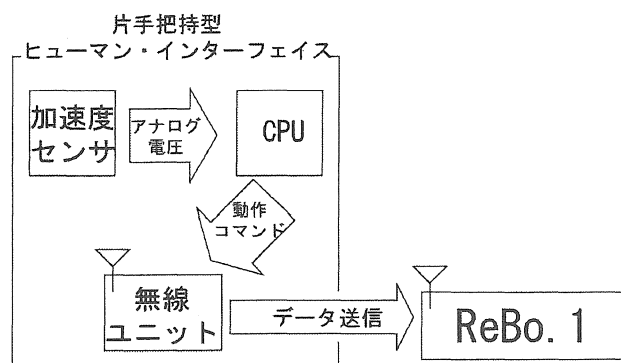 片手把持型
ヒューマン・インターフェイス
加速度
センサ
アナログ
電圧
CPU
動作
コマンド
無線
ユニット
データ送信
ReBo.1